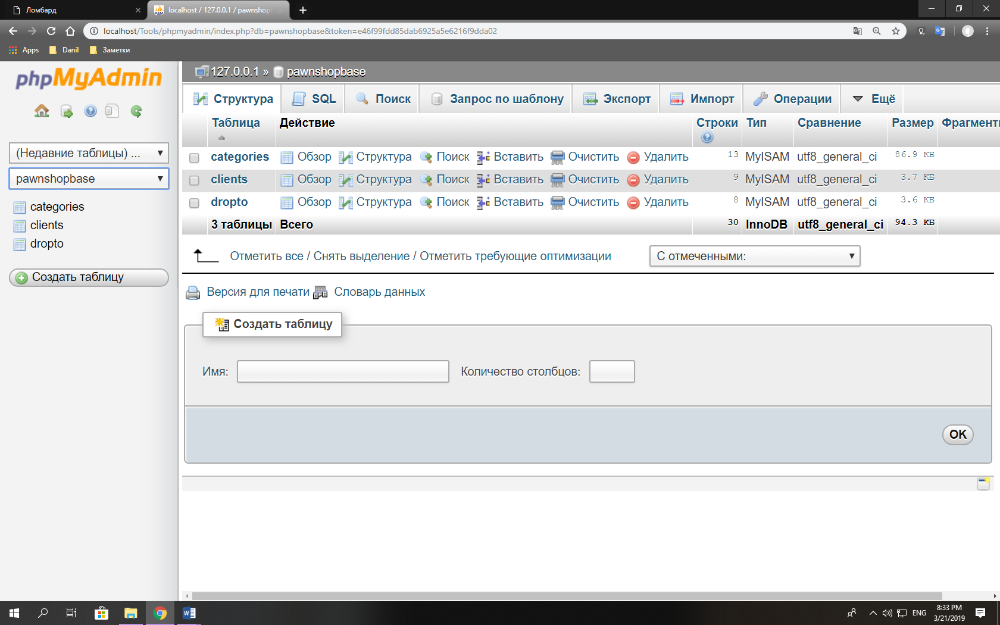 Ломбард
localhost / 127.0.0.1 / pawnshopb
localhost/Tools/phpmyadmin/index.php?db=pawnshopbase&token=e46f99fdd85dab6925a5e6216f9dda02
Apps Danil Заметки
phpMyAdmin
(Недавние таблицы) ...
pawnshopbase
categories
clients
dropto
Создать таблицу
127.0.0.1 » pawnshopbase
Структура SQL Поиск Запрос по шаблону Экспорт Импорт Операции Ещё
Таблица Действие Строки Тип Сравнение Размер Фрагмент
categories Обзор Структура Поиск Вставить Очистить Удалить 13 MyISAM utf8_general_ci 86.9 КБ
clients Обзор Структура Поиск Вставить Очистить Удалить 9 MyISAM utf8_general_ci 3.7 КБ
dropto Обзор Структура Поиск Вставить Очистить Удалить 8 MyISAM utf8_general_ci 3.6 КБ
3 таблицы Всего 30 InnoDB utf8_general_ci 94.3 КБ
Отметить все / Снять выделение / Отметить требующие оптимизации С отмеченными:
Версия для печати Словарь данных
Создать таблицу
Имя: Количество столбцов:
OK
ENG
8:33 PM
3/21/2019